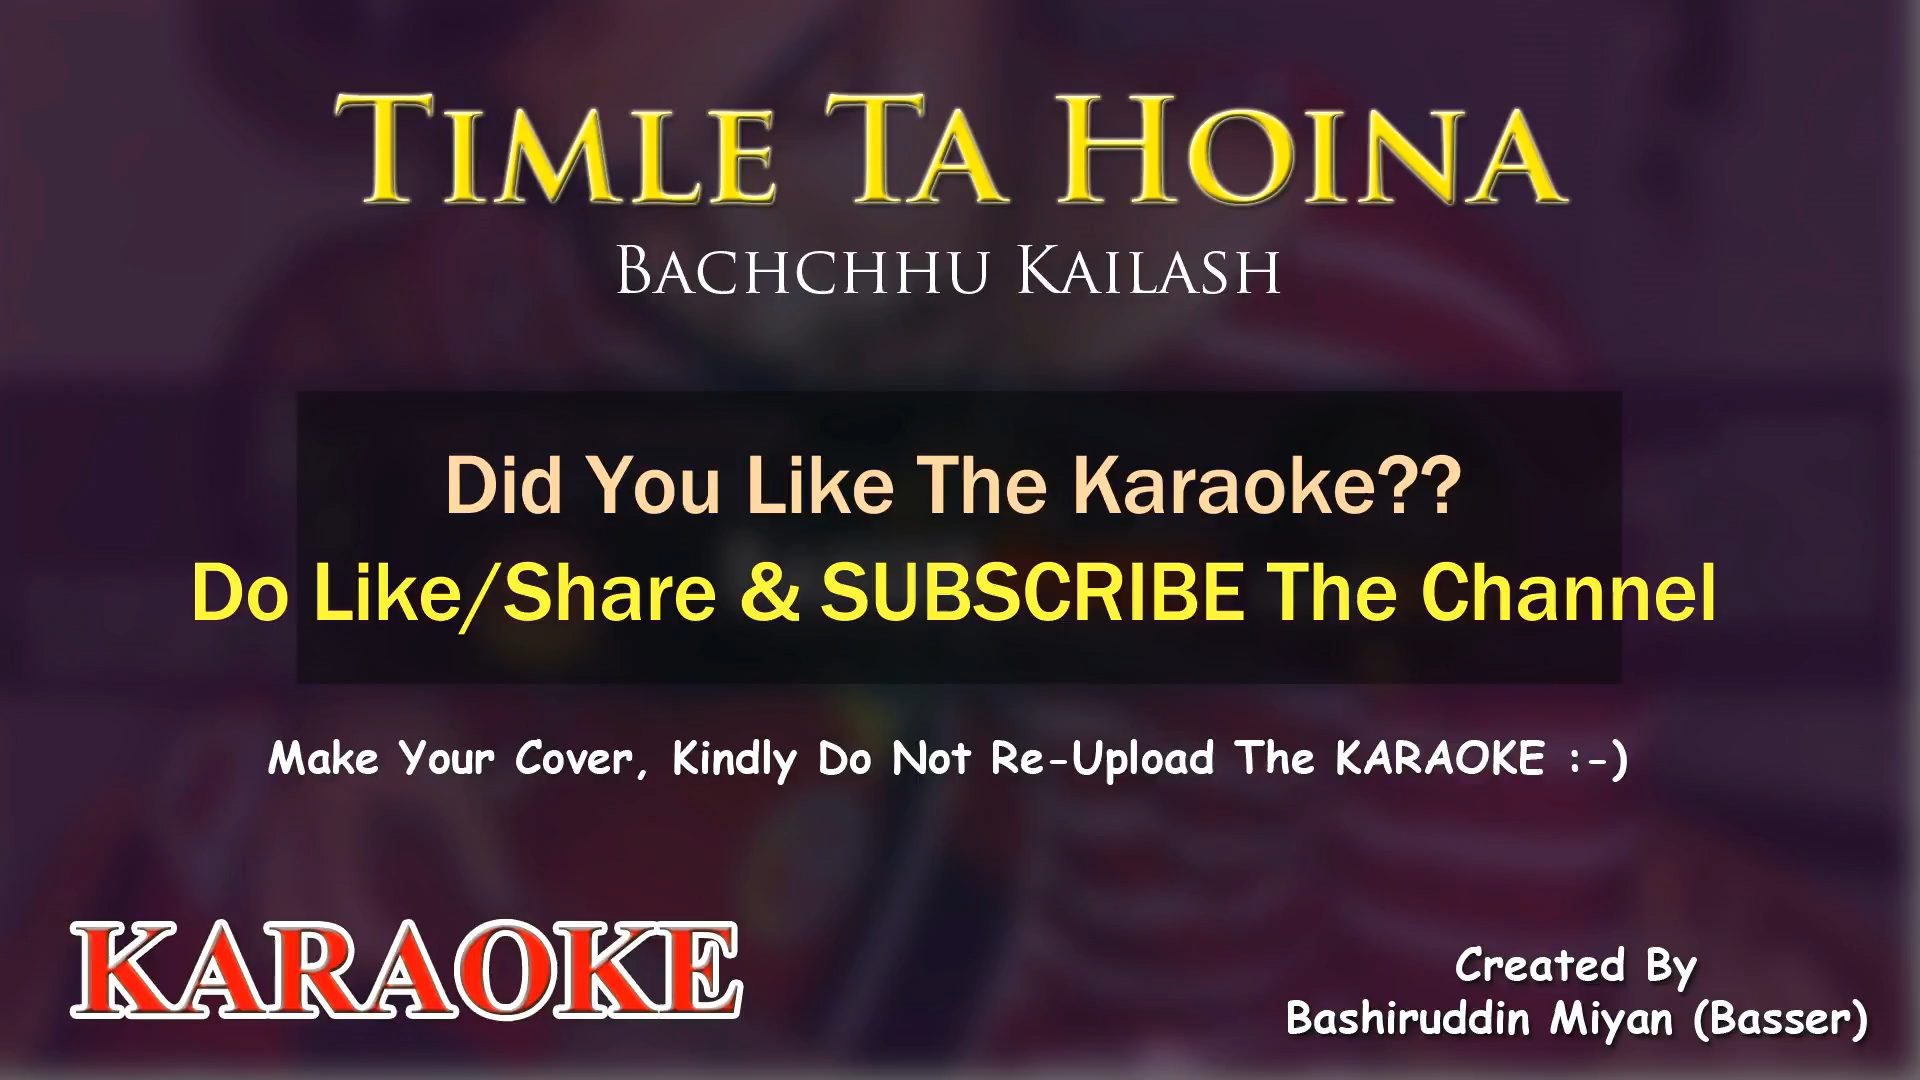 TIMLE TA HOINA
BACHCHHU KAILASH
Did You Like The Karaoke??
Do Like/Share & SUBSCRIBE The Channel
Make Your Cover, Kindly Do Not Re-Upload The KARAOKE :-)
KARAOKE
Created By
Bashiruddin Miyan (Basser)